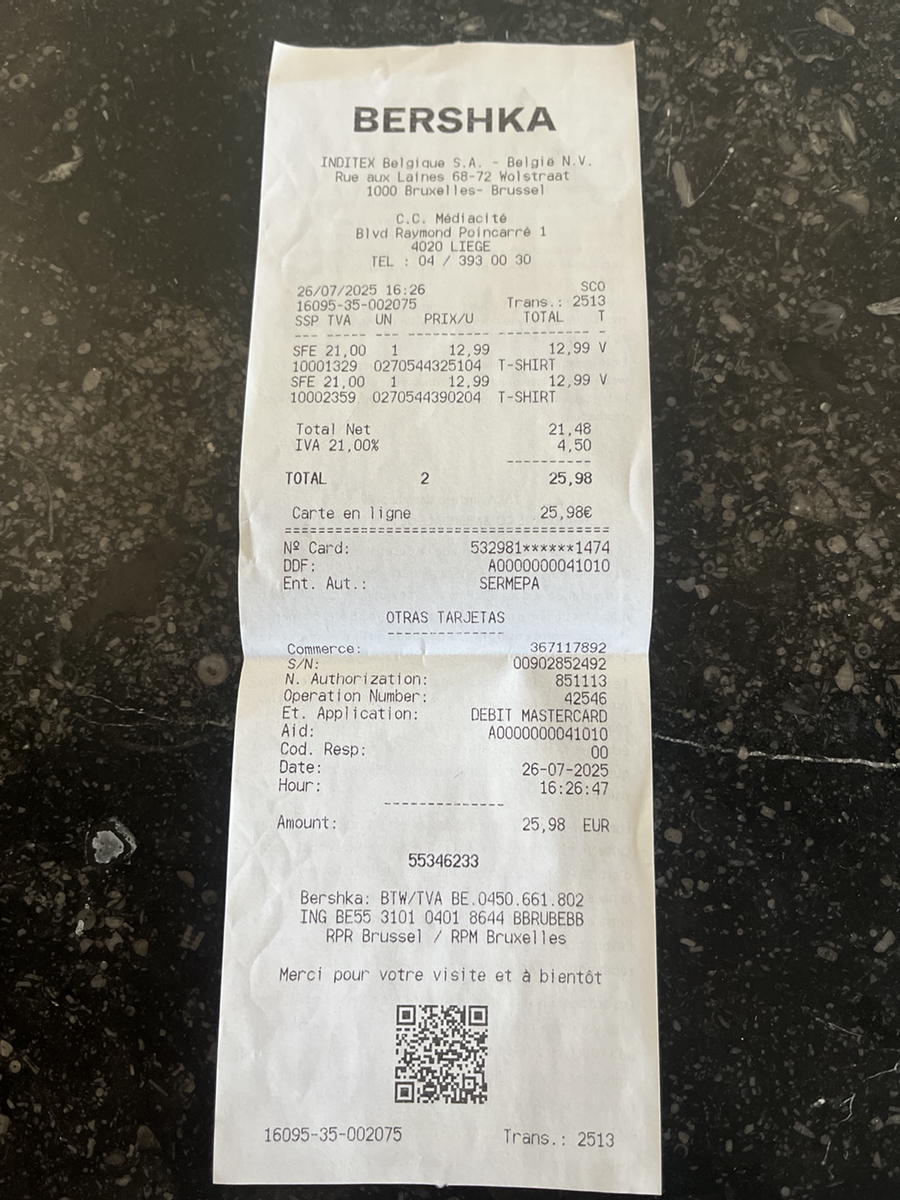 BERSHKA
INDITEX Belgique S.A. - België N.V.
Rue aux Laines 68-72 Wolstraat
1000 Bruxelles- Brussel
C.C. Médiacité
Blvd Raymond Poincarré 1
4020 LIEGE
TEL : 04 / 393 00 30
26/07/2025 16:26 SCO
16095-35-002075 Trans.: 2513
SSP TVA UN PRIX/U TOTAL T
--- ----- --- ---------- ----------- -
SFE 21,00 1 12,99 12,99 V
10001329 0270544325104 T-SHIRT
SFE 21,00 1 12,99 12,99 V
10002359 0270544390204 T-SHIRT
Total Net 21,48
IVA 21,00% 4,50
----------
TOTAL 2 25,98
Carte en ligne 25,98€
======================================
Nº Card: 532981******1474
DDF: A0000000041010
Ent. Aut.: SERMEPA
OTRAS TARJETAS
--------------
Commerce: 367117892
S/N: 00902852492
N. Authorization: 851113
Operation Number: 42546
Et. Application: DEBIT MASTERCARD
Aid: A0000000041010
Cod. Resp: 00
Date: 26-07-2025
Hour: 16:26:47
--------------
Amount: 25,98 EUR
55346233
Bershka: BTW/TVA BE.0450.661.802
ING BE55 3101 0401 8644 BBRUBEBB
RPR Brussel / RPM Bruxelles
Merci pour votre visite et à bientôt
16095-35-002075 Trans.: 2513